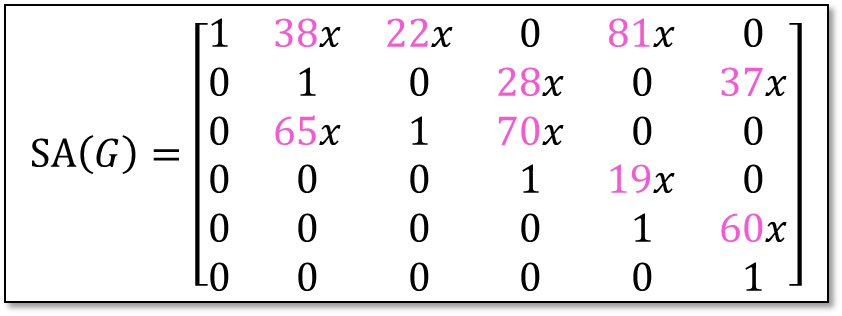 1 38x 22x 0 81x 0
0 1 0 28x 0 37x
0 65x 1 70x 0 0
SA(G) =
0 0 0 1 19x 0
0 0 0 0 1 60x
0 0 0 0 0 1